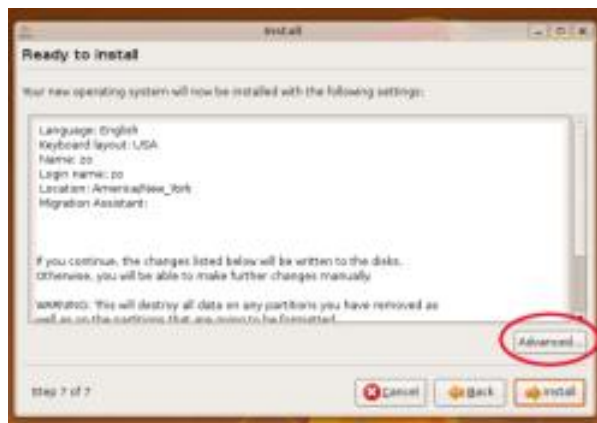 Install
Ready to install
Your new operating system will now be installed with the following settings:
Language: English
Keyboard layout: USA
Name: zo
Login name: zo
Location: America/New_York
Migration Assistant:
If you continue, the changes listed below will be written to the disks.
Otherwise, you will be able to make further changes manually.
WARNING: This will destroy all data on any partitions you have removed as
well as on the partitions that are going to be formatted.
Advanced...
Step 7 of 7
Cancel
Back
Install